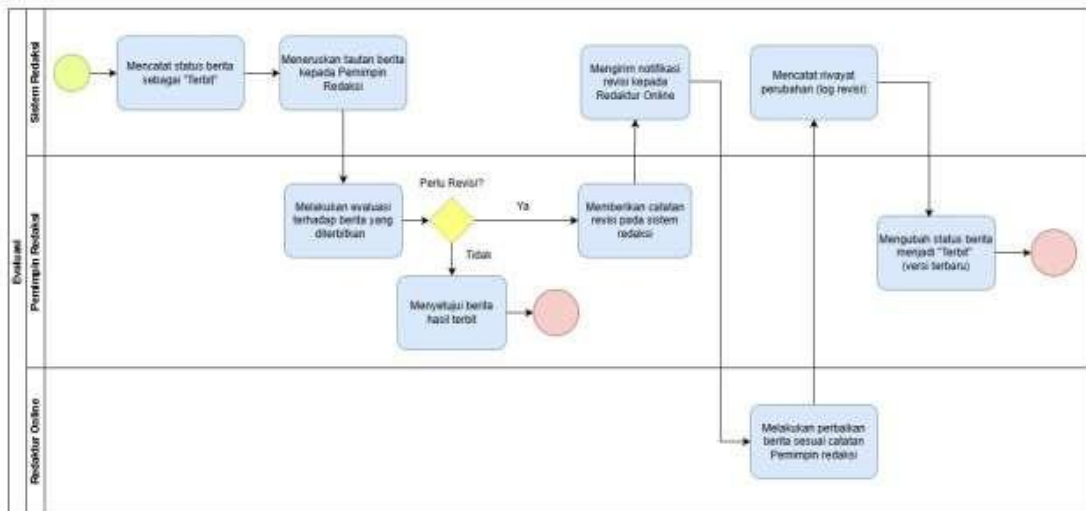 Evaluasi
Sistem Redaksi
Mencatat status berita
sebagai "Terbit"
Meneruskan tautan berita
kepada Pemimpin
Redaksi
Mengirim notifikasi
revisi kepada
Redaktur Online
Mencatat riwayat
perubahan (log revisi)
Pemimpin Redaksi
Melakukan evaluasi
terhadap berita yang
diterbitkan
Perlu Revisi?
Ya
Tidak
Memberikan catatan
revisi pada sistem
redaksi
Menyetujui berita
hasil terbit
Mengubah status berita
menjadi "Terbit"
(versi terbaru)
Redaktur Online
Melakukan perbaikan
berita sesuai catatan
Pemimpin redaksi